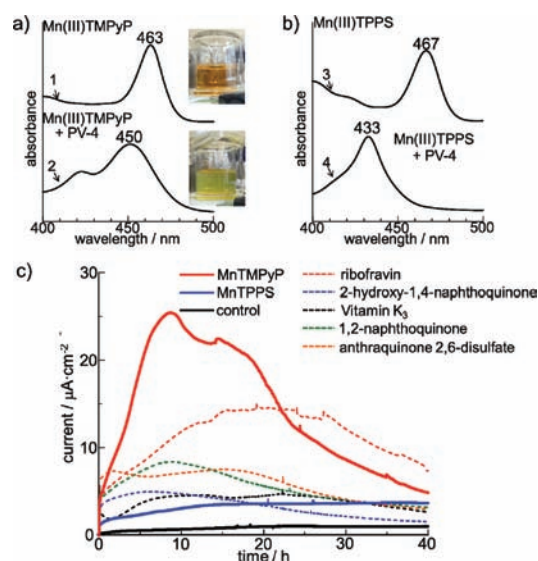 a)
Mn(III)TMPyP
463
1
Mn(III)TMPyP
+ PV-4
450
2
absorbance
400 450 500
wavelength / nm
b)
Mn(III)TPPS
467
3
433
Mn(III)TPPS
+ PV-4
4
absorbance
400 450 500
wavelength / nm
c)
30
20
10
0
current / μA·cm⁻²
MnTMPyP
MnTPPS
control
ribofravin
2-hydroxy-1,4-naphthoquinone
Vitamin K₃
1,2-naphthoquinone
anthraquinone 2,6-disulfate
0 10 20 30 40
time / h